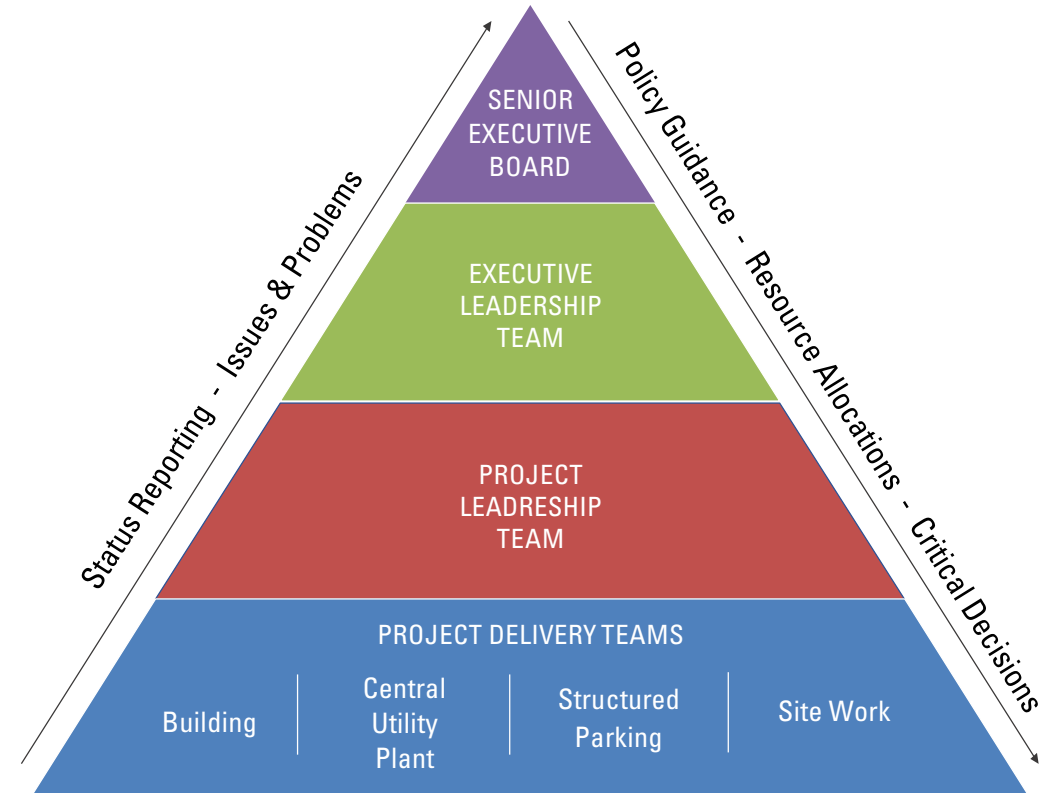 SENIOR
EXECUTIVE
BOARD
EXECUTIVE
LEADERSHIP
TEAM
PROJECT
LEADRESHIP
TEAM
PROJECT DELIVERY TEAMS
Building
Central
Utility
Plant
Structured
Parking
Site Work
Status Reporting - Issues & Problems
Policy Guidance - Resource Allocations - Critical Decisions